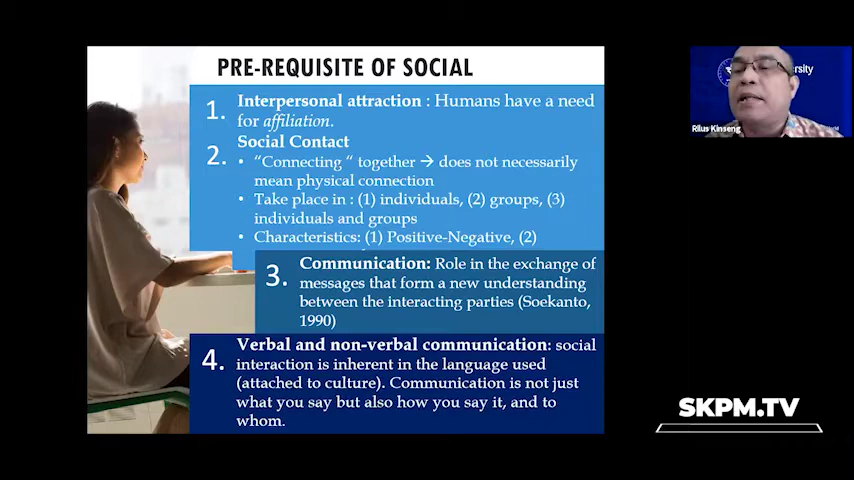 PRE-REQUISITE OF SOCIAL
1. Interpersonal attraction : Humans have a need
for affiliation.
2. Social Contact
• "Connecting " together → does not necessarily
mean physical connection
• Take place in : (1) individuals, (2) groups, (3)
individuals and groups
• Characteristics: (1) Positive-Negative, (2)
3. Communication: Role in the exchange of
messages that form a new understanding
between the interacting parties (Soekanto,
1990)
4. Verbal and non-verbal communication: social
interaction is inherent in the language used
(attached to culture). Communication is not just
what you say but also how you say it, and to
whom.
Rilus Kinseng
SKPM.TV